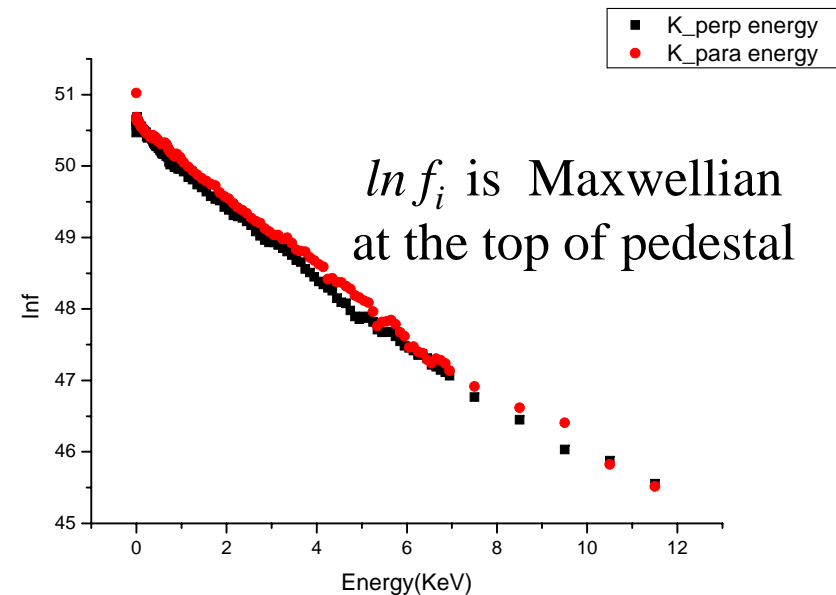 K_perp energy
K_para energy
ln f_i is Maxwellian
at the top of pedestal
51
50
49
48
47
46
45
lnf
0 2 4 6 8 10 12
Energy(KeV)